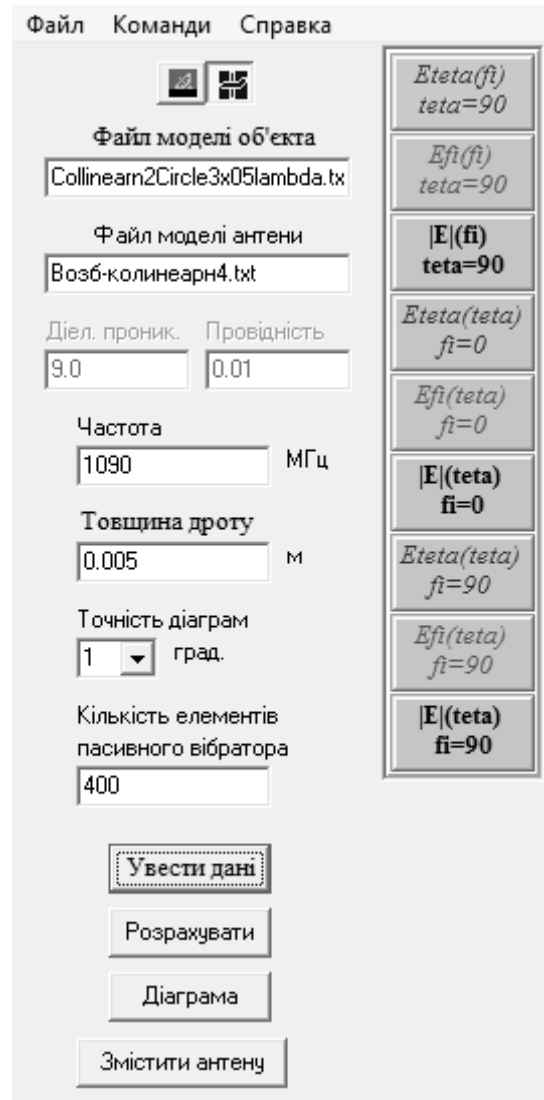 Файл Команди Справка
Файл моделі об'єкта
Collinearn2Circle3x05lambda.tx
Файл моделі антени
Возб-колинеарн4.txt
Діел. проник. Провідність
9.0 0.01
Частота
1090 МГц
Товщина дроту
0.005 м
Точність діаграм
1 град.
Кількість елементів
пасивного вібратора
400
Увести дані
Розрахувати
Діаграма
Змістити антену
Eteta(fi)
teta=90
Efi(fi)
teta=90
|E|(fi)
teta=90
Eteta(teta)
fi=0
Efi(teta)
fi=0
|E|(teta)
fi=0
Eteta(teta)
fi=90
Efi(teta)
fi=90
|E|(teta)
fi=90